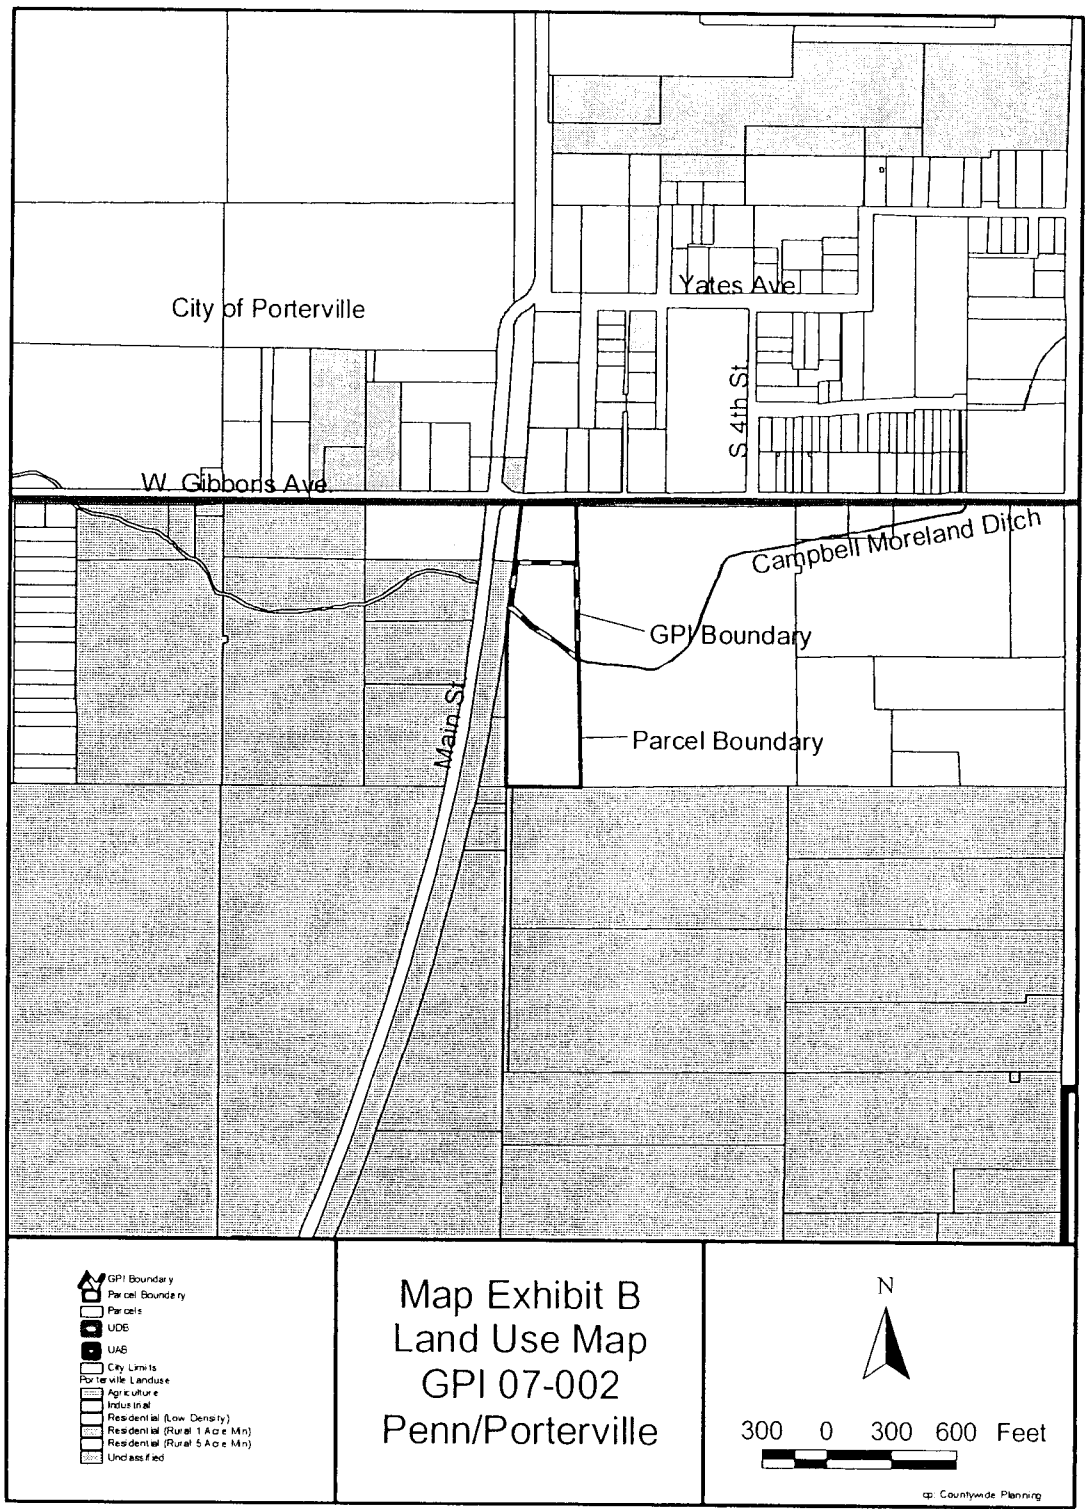 City of Porterville
Yates Ave.
S 4th St.
W. Gibbons Ave.
Campbell Moreland Ditch
GPI Boundary
Main St.
Parcel Boundary
GPI Boundary
Parcel Boundary
Parcels
UDB
UAB
City Limits
Porterville Landuse
Agriculture
Industrial
Residential (Low Density)
Residential (Rural 1 Acre Min)
Residential (Rural 5 Acre Min)
Unclassified
Map Exhibit B
Land Use Map
GPI 07-002
Penn/Porterville
N
300 0 300 600 Feet
cp: Countywide Planning